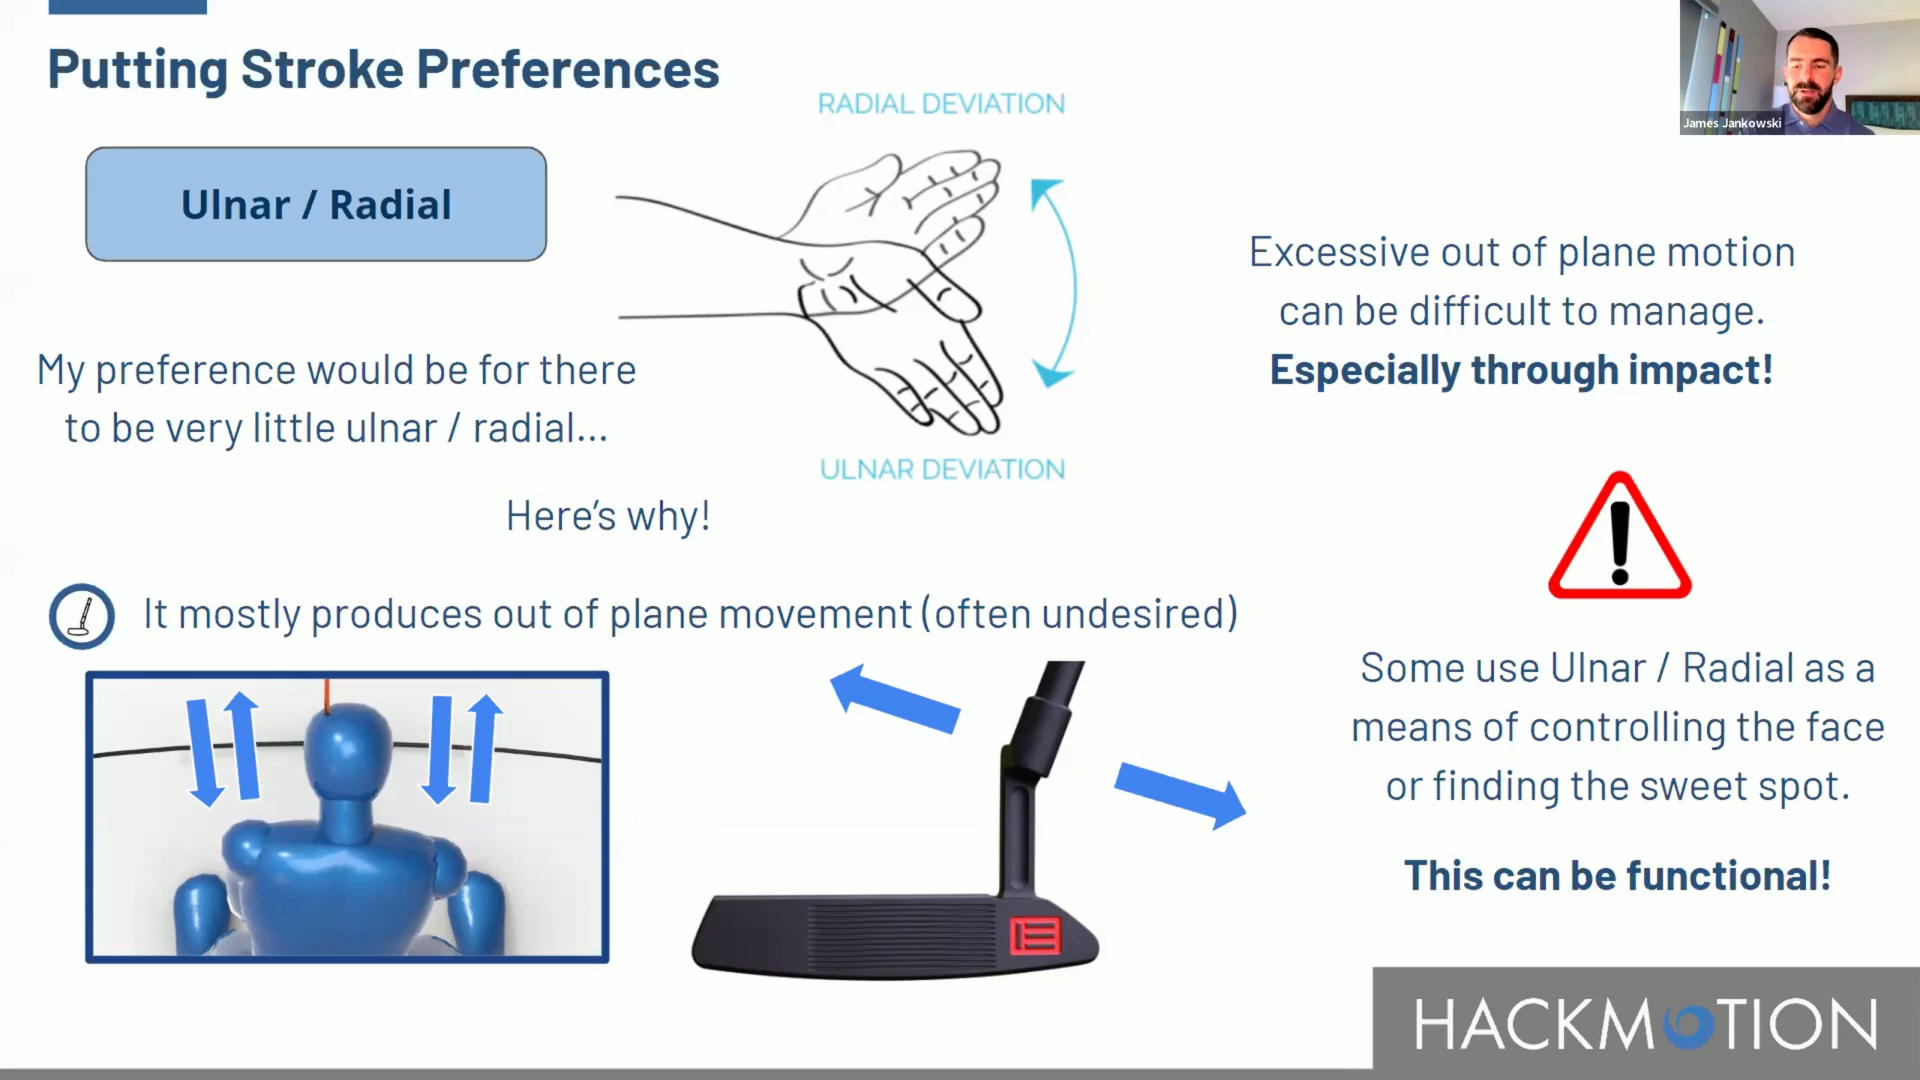 Putting Stroke Preferences
James Jankowski
RADIAL DEVIATION
Ulnar / Radial
Excessive out of plane motion
can be difficult to manage.
Especially through impact!
My preference would be for there
to be very little ulnar / radial...
ULNAR DEVIATION
Here's why!
It mostly produces out of plane movement (often undesired)
Some use Ulnar / Radial as a
means of controlling the face
or finding the sweet spot.
This can be functional!
HACKMOTION